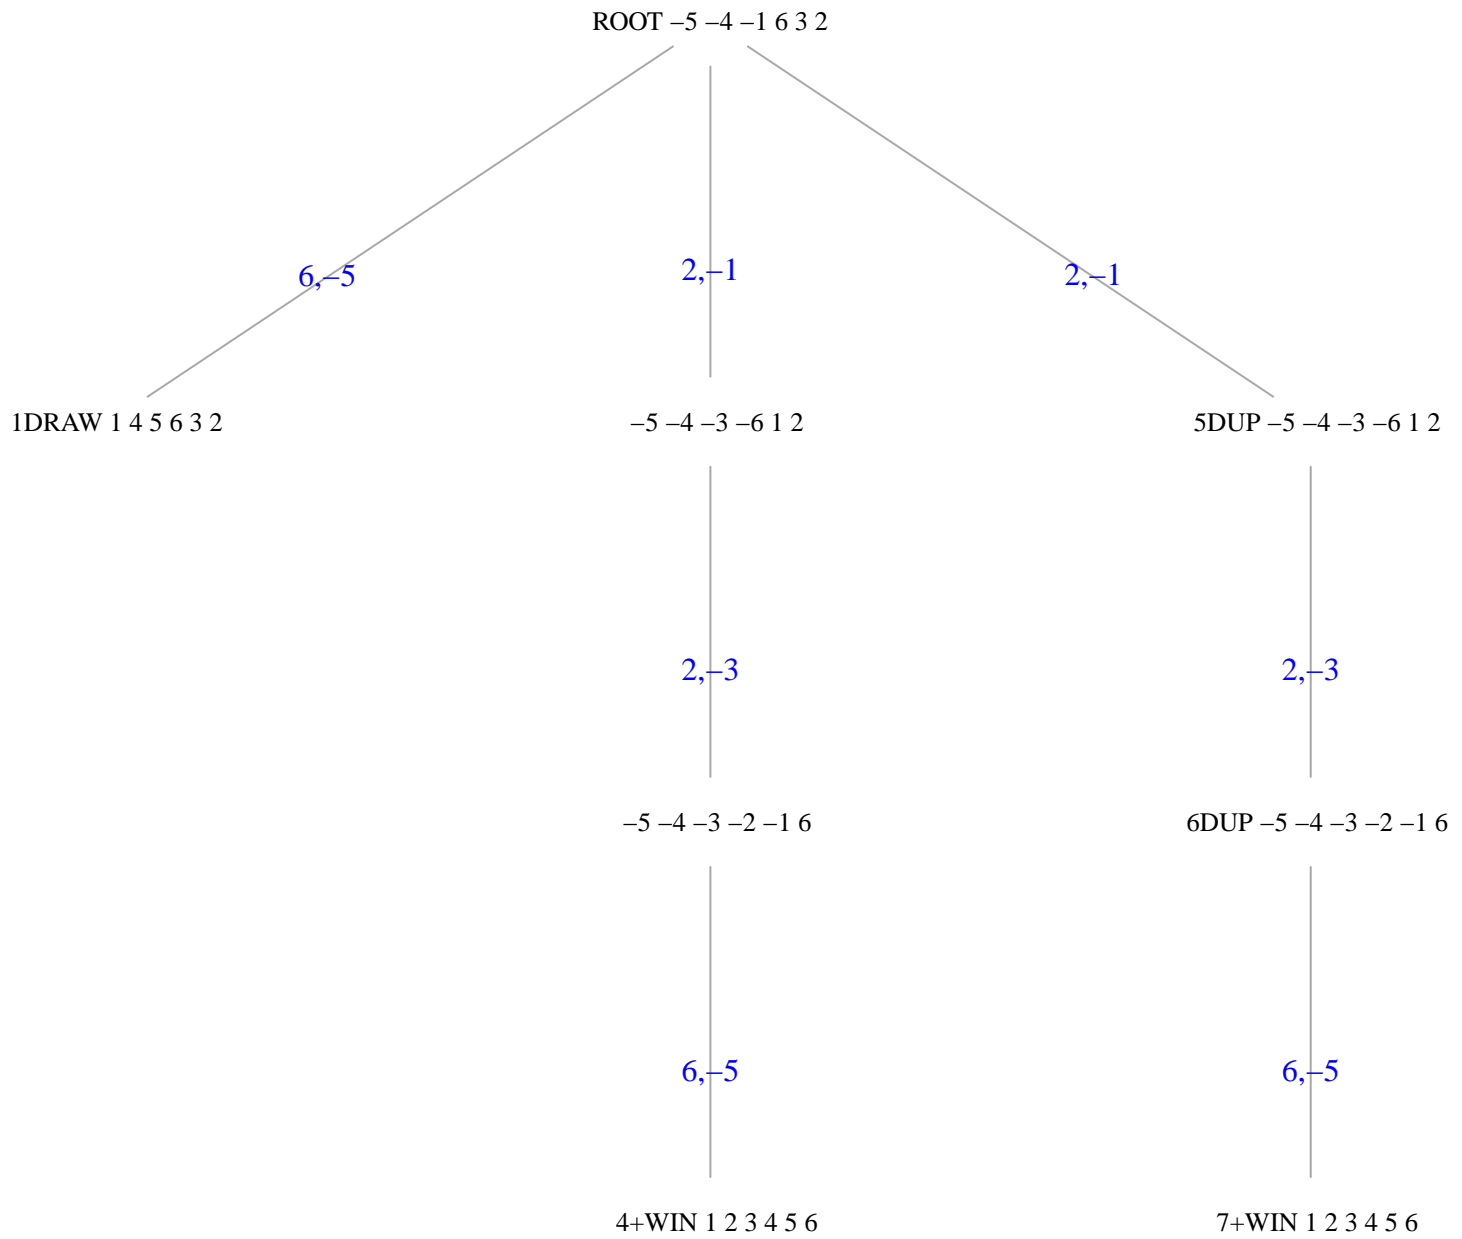 ROOT –5 –4 –1 6 3 2
6,–5
2,–1
2,–1
1DRAW 1 4 5 6 3 2
–5 –4 –3 –6 1 2
5DUP –5 –4 –3 –6 1 2
2,–3
2,–3
–5 –4 –3 –2 –1 6
6DUP –5 –4 –3 –2 –1 6
6,–5
6,–5
4+WIN 1 2 3 4 5 6
7+WIN 1 2 3 4 5 6